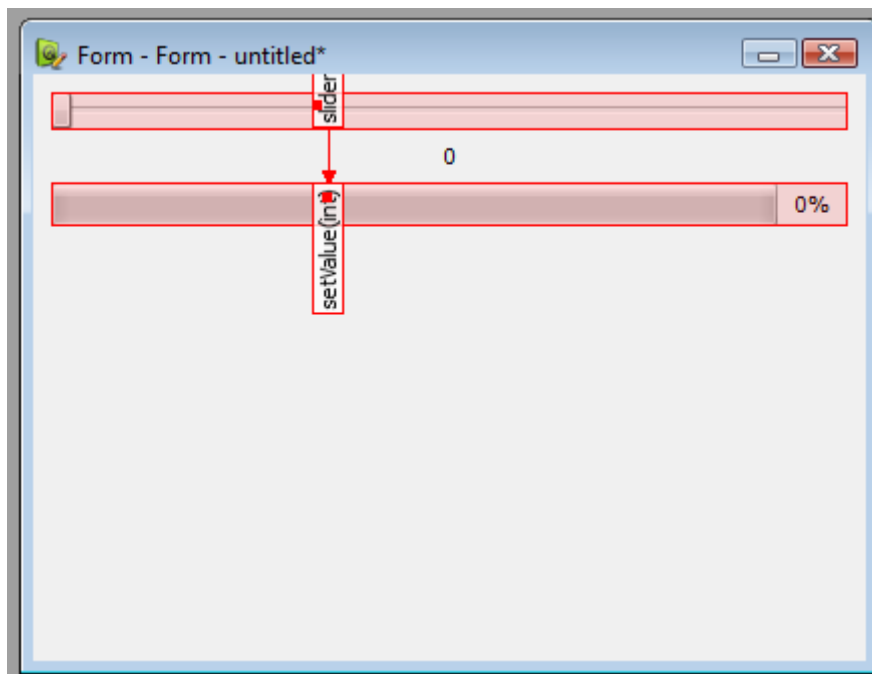 Form - Form - untitled*
slider
0
0%
setValue(int)